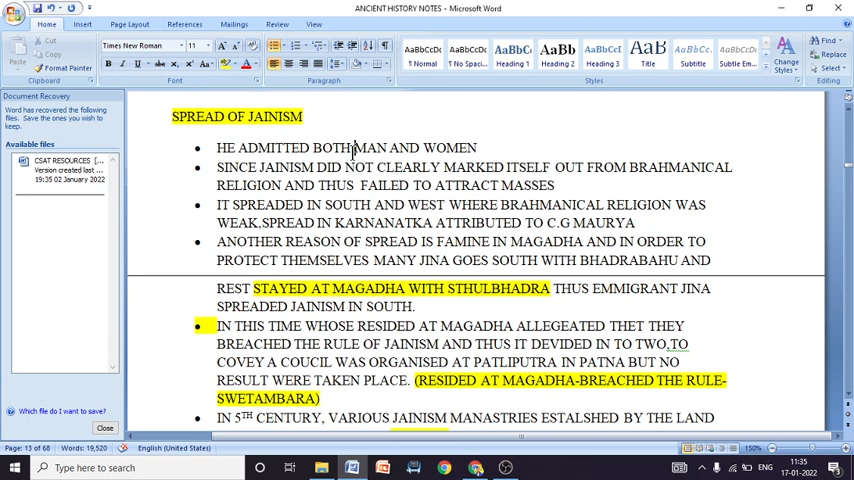 ANCIENT HISTORY NOTES - Microsoft Word
Home Insert Page Layout References Mailings Review View
Cut
Copy
Format Painter
Paste
Clipboard
Times New Roman 11
B I U abc X₂ X² Aa
Font
Paragraph
AaBbCcDc AaBbCcDc AaBbC AaBb AaBbCc AaBbCcI AaB AaBbCc. AaBbCcDc
¶ Normal ¶ No Spaci... Heading 1 Heading 2 Heading 3 Title Subtitle Subtle Em...
Styles
Change Styles
Find
Replace
Select
Editing
Document Recovery
Word has recovered the following
files. Save the ones you wish to
keep.
Available files
CSAT RESOURCES [...
Version created last ...
19:35 02 January 2022
Which file do I want to save?
Close
SPREAD OF JAINISM
• HE ADMITTED BOTH MAN AND WOMEN
• SINCE JAINISM DID NOT CLEARLY MARKED ITSELF OUT FROM BRAHMANICAL
RELIGION AND THUS FAILED TO ATTRACT MASSES
• IT SPREADED IN SOUTH AND WEST WHERE BRAHMANICAL RELIGION WAS
WEAK,SPREAD IN KARNANATKA ATTRIBUTED TO C.G MAURYA
• ANOTHER REASON OF SPREAD IS FAMINE IN MAGADHA AND IN ORDER TO
PROTECT THEMSELVES MANY JINA GOES SOUTH WITH BHADRABAHU AND
REST STAYED AT MAGADHA WITH STHULBHADRA THUS EMMIGRANT JINA
SPREADED JAINISM IN SOUTH.
• IN THIS TIME WHOSE RESIDED AT MAGADHA ALLEGEATED THET THEY
BREACHED THE RULE OF JAINISM AND THUS IT DEVIDED IN TO TWO,TO
COVEY A COUCIL WAS ORGANISED AT PATLIPUTRA IN PATNA BUT NO
RESULT WERE TAKEN PLACE. (RESIDED AT MAGADHA-BREACHED THE RULE-
SWETAMBARA)
• IN 5TH CENTURY, VARIOUS JAINISM MANASTRIES ESTALSHED BY THE LAND
Page: 13 of 68 Words: 19,520 English (United States) 150%
Type here to search
ENG
11:35
17-01-2022
3